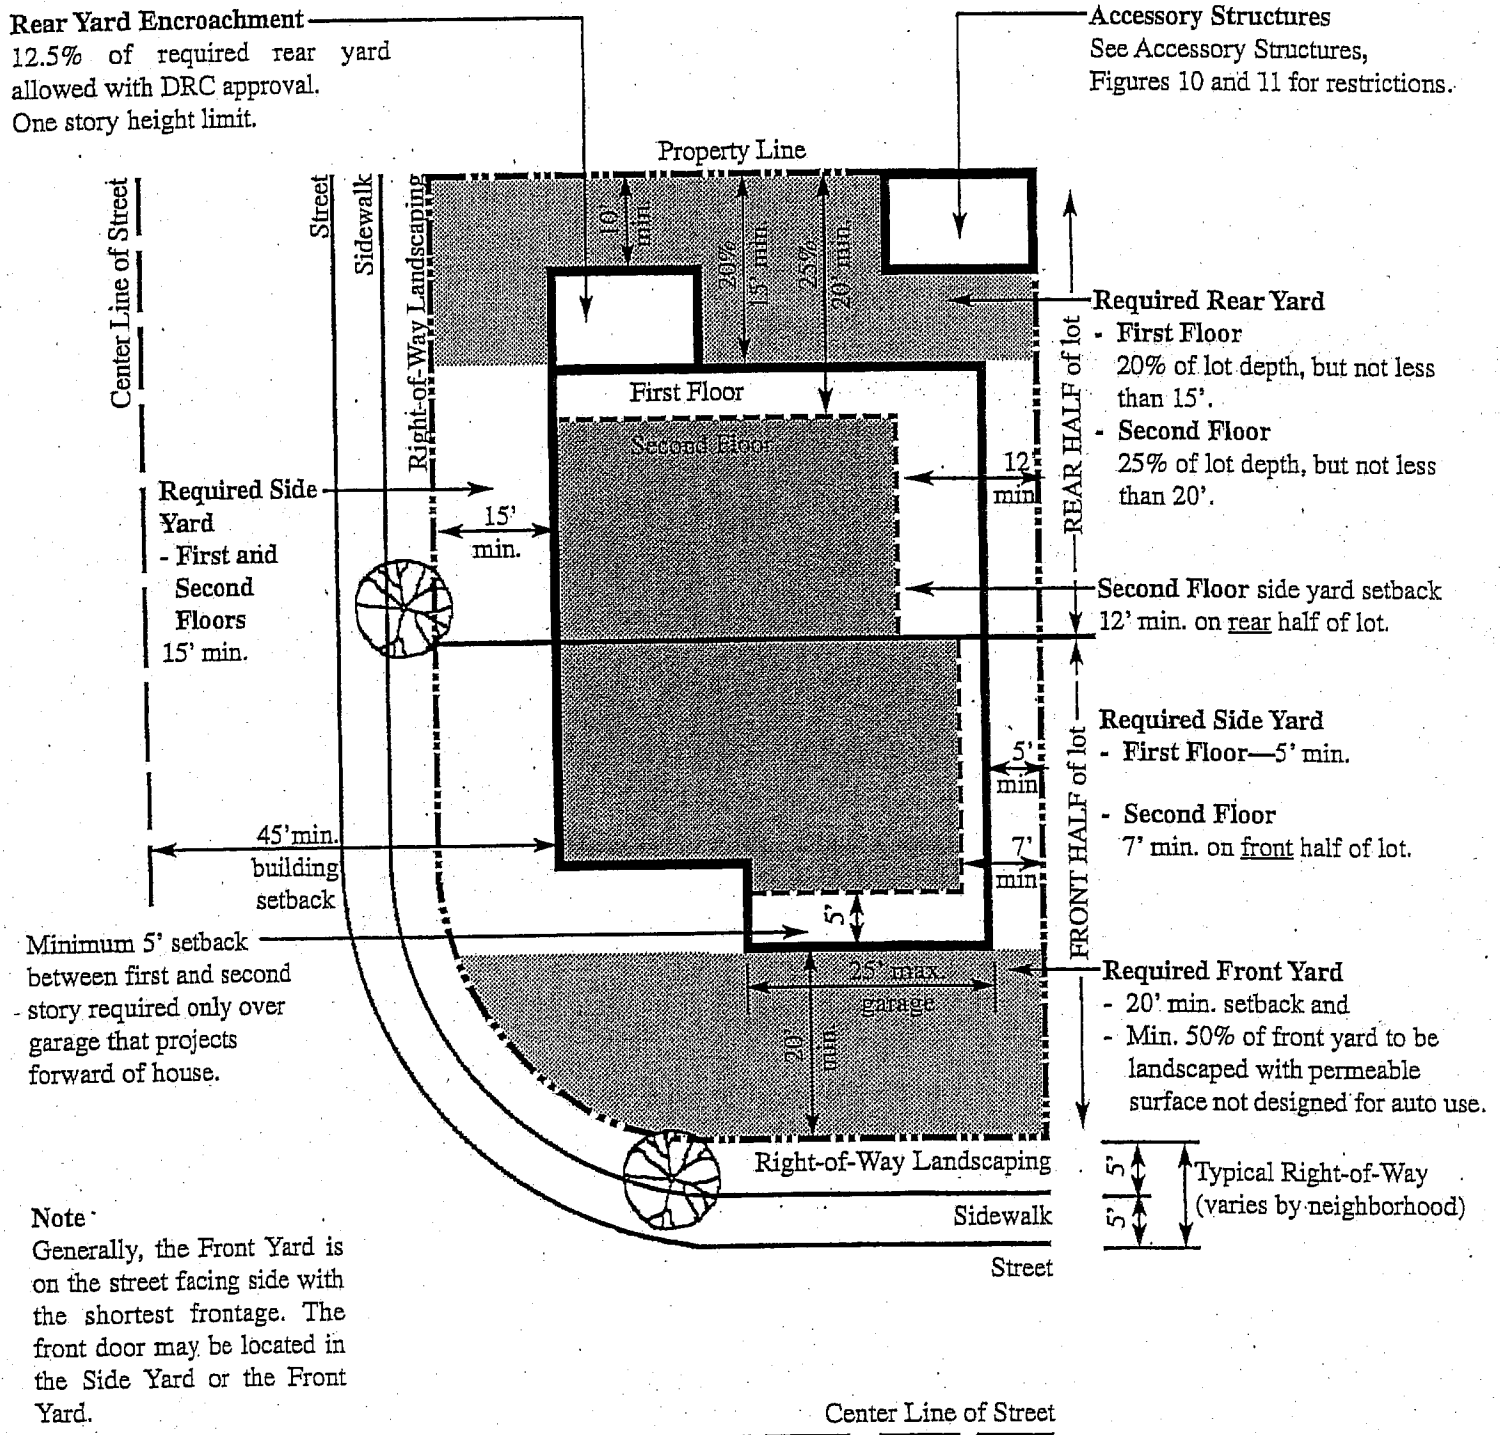 Rear Yard Encroachment
12.5% of required rear yard
allowed with DRC approval.
One story height limit.
Accessory Structures
See Accessory Structures,
Figures 10 and 11 for restrictions.
Property Line
Center Line of Street
Street
Sidewalk
Right-of-Way Landscaping
10'
min.
20%
15' min
25%
20' min.
REAR HALF of lot
Required Rear Yard
- First Floor
20% of lot depth, but not less
than 15'.
- Second Floor
25% of lot depth, but not less
than 20'.
First Floor
Second Floor
12'
min
Required Side
Yard
- First and
Second
Floors
15' min.
15'
min.
Second Floor side yard setback
12' min. on rear half of lot.
FRONT HALF of lot
Required Side Yard
- First Floor—5' min.
- Second Floor
7' min. on front half of lot.
5'
min
7'
min
45'min.
building
setback
5'
Minimum 5' setback
between first and second
- story required only over
garage that projects
forward of house.
25' max.
garage
20'
min.
Required Front Yard
- 20' min. setback and
- Min. 50% of front yard to be
landscaped with permeable
surface not designed for auto use.
Right-of-Way Landscaping
Sidewalk
Street
5'
5'
Typical Right-of-Way
(varies by neighborhood)
Note
Generally, the Front Yard is
on the street facing side with
the shortest frontage. The
front door may be located in
the Side Yard or the Front
Yard.
Center Line of Street